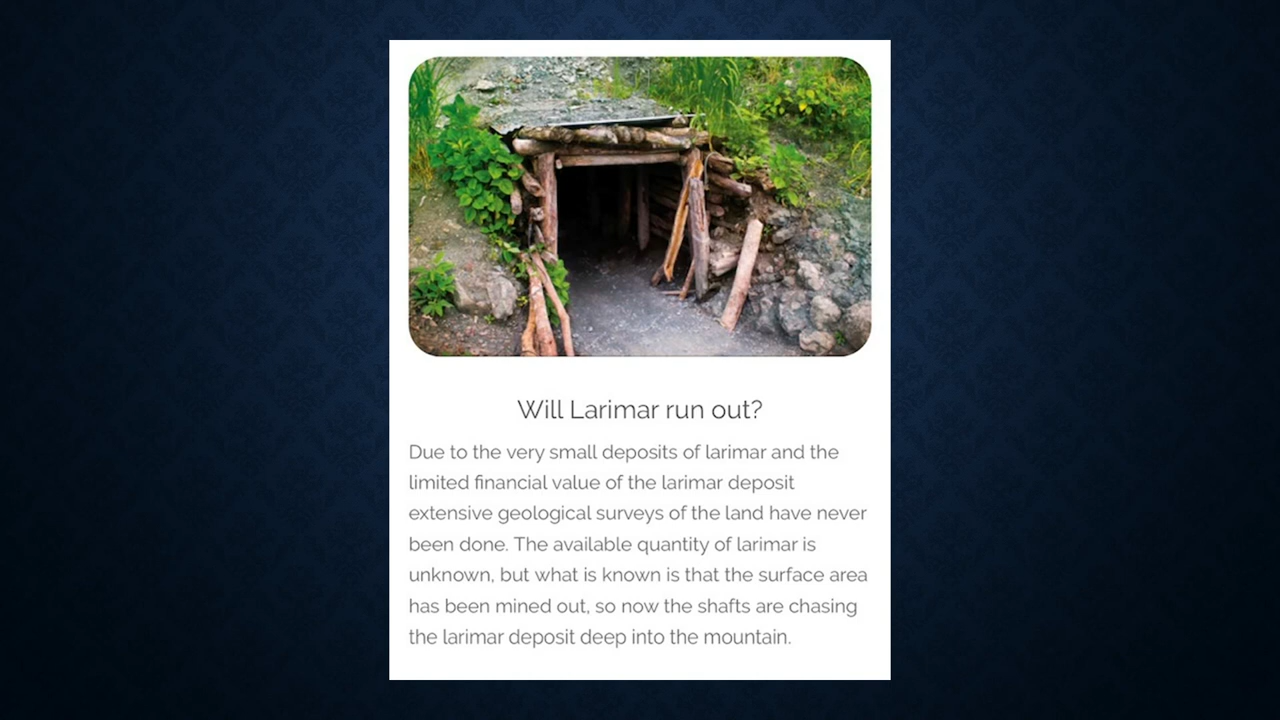 Will Larimar run out?
Due to the very small deposits of larimar and the
limited financial value of the larimar deposit
extensive geological surveys of the land have never
been done. The available quantity of larimar is
unknown, but what is known is that the surface area
has been mined out, so now the shafts are chasing
the larimar deposit deep into the mountain.